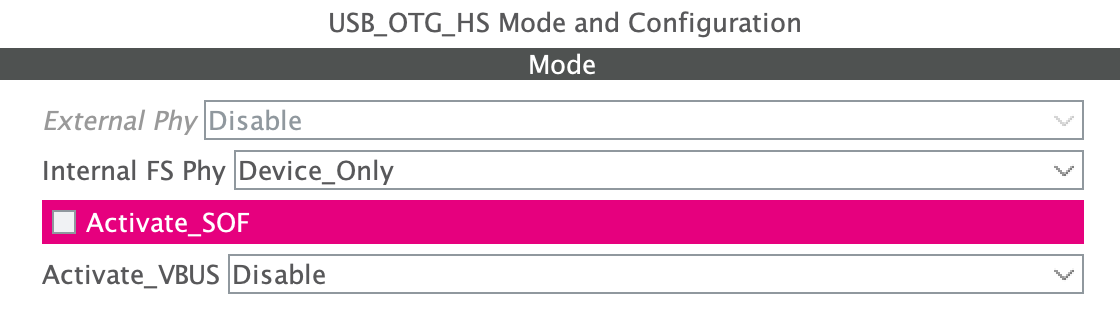 USB_OTG_HS Mode and Configuration
Mode
External Phy Disable
Internal FS Phy Device_Only
Activate_SOF
Activate_VBUS Disable